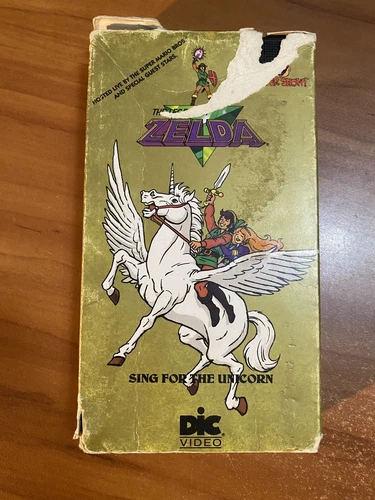 HOSTED LIVE BY THE SUPER MARIO BROS.
AND SPECIAL GUEST STARS.
ZELDA
SING FOR THE UNICORN
DIC
VIDEO